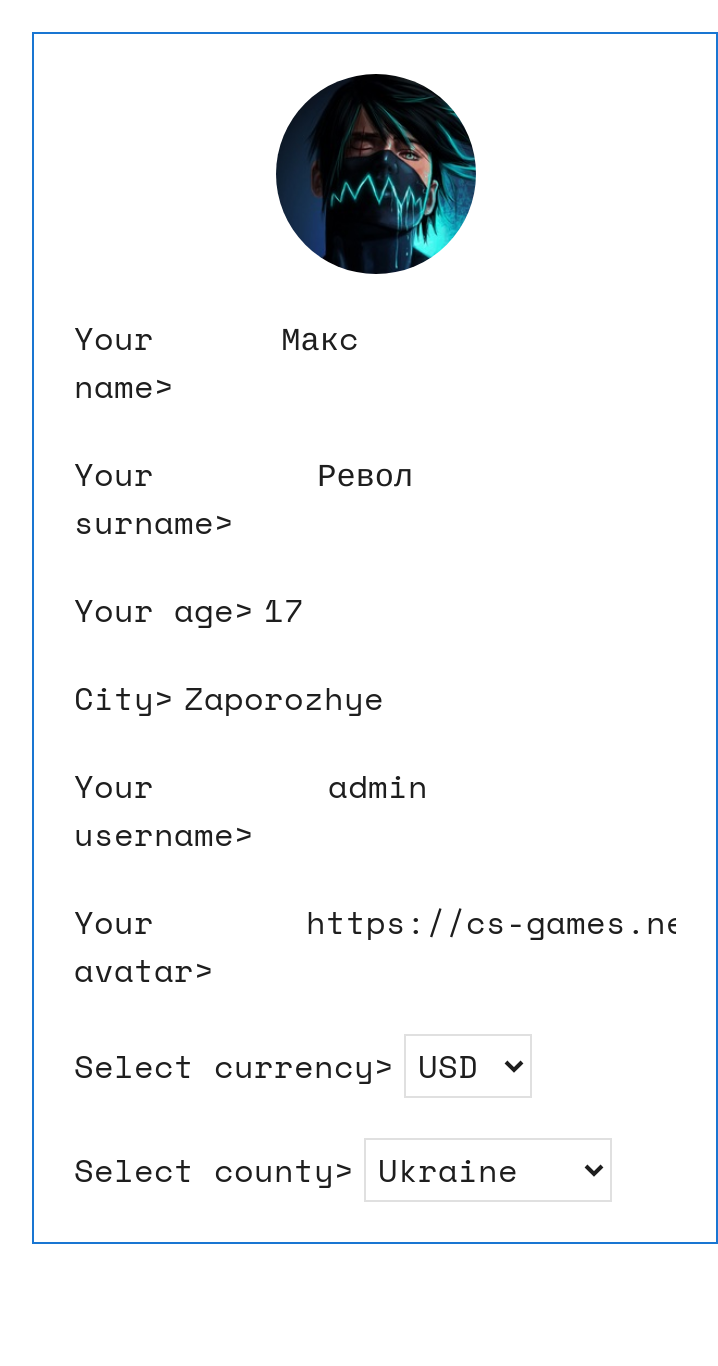 Your Макс
name>
Your Револ
surname>
Your age> 17
City> Zaporozhye
Your admin
username>
Your https://cs-games.ne
avatar>
Select currency> USD
Select county> Ukraine